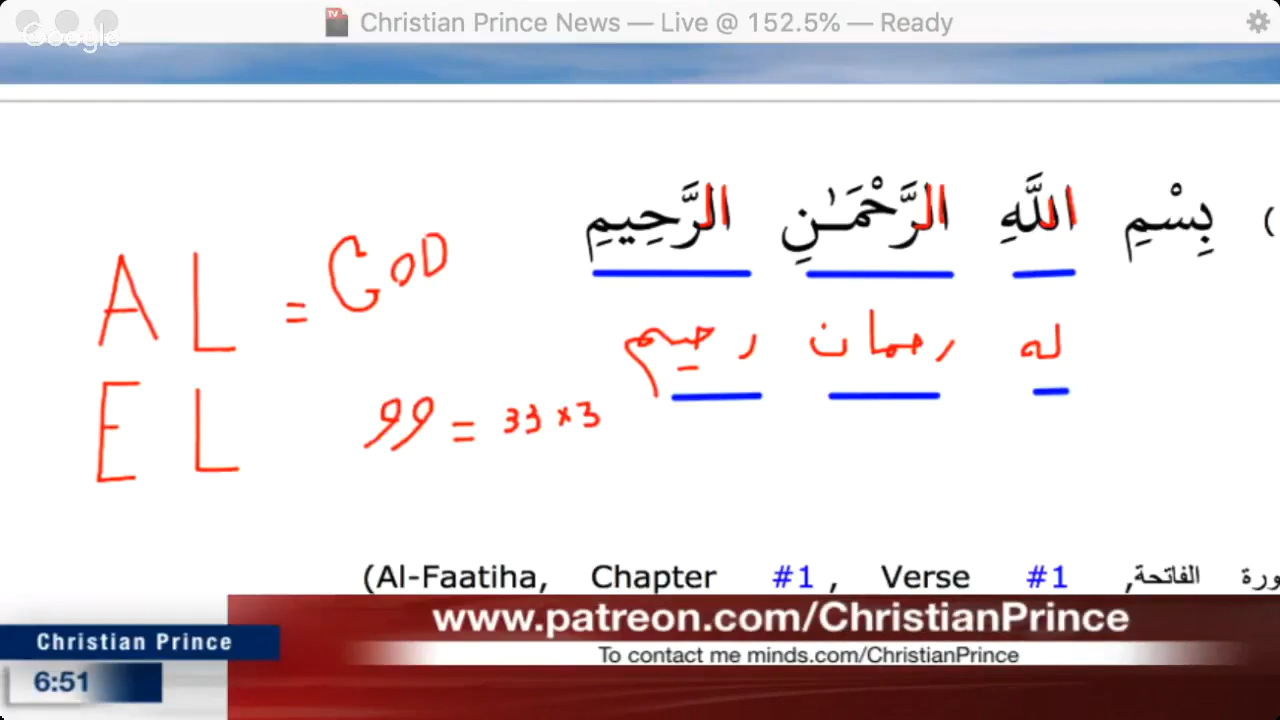 Christian Prince News — Live @ 152.5% — Ready
Google
بِسْمِ اللَّهِ الرَّحْمَـٰنِ الرَّحِيمِ (
AL = GOD
له رحمان رحيم
EL
99 = 33 x 3
(Al-Faatiha, Chapter #1, Verse #1 ,الفاتحة
www.patreon.com/ChristianPrince
Christian Prince
To contact me minds.com/ChristianPrince
6:51